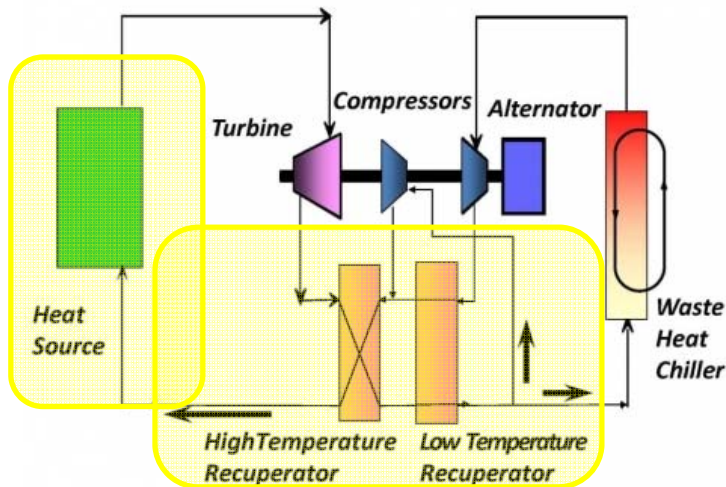 Compressors
Turbine
Alternator
Heat
Source
Waste
Heat
Chiller
HighTemperature
Recuperator
Low Temperature
Recuperator